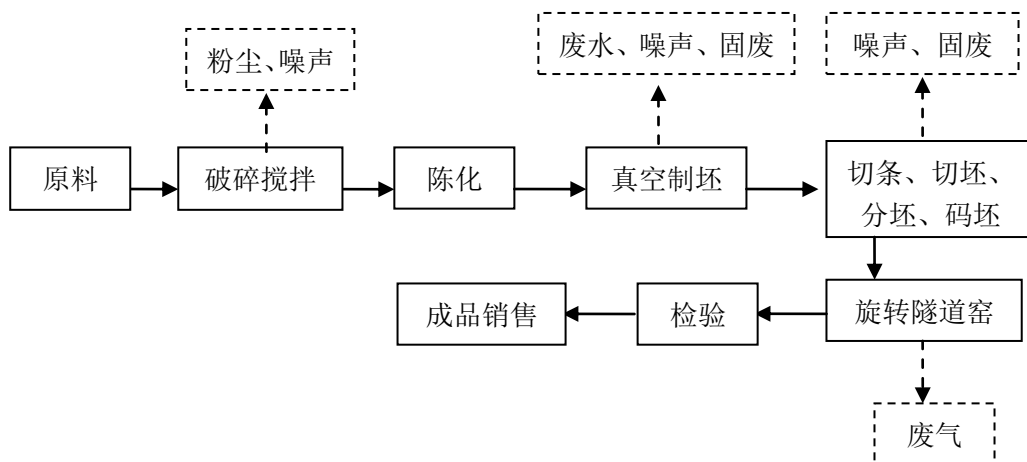 粉尘、噪声
废水、噪声、固废
噪声、固废
原料
破碎搅拌
陈化
真空制坯
切条、切坯、
分坯、码坯
成品销售
检验
旋转隧道窑
废气